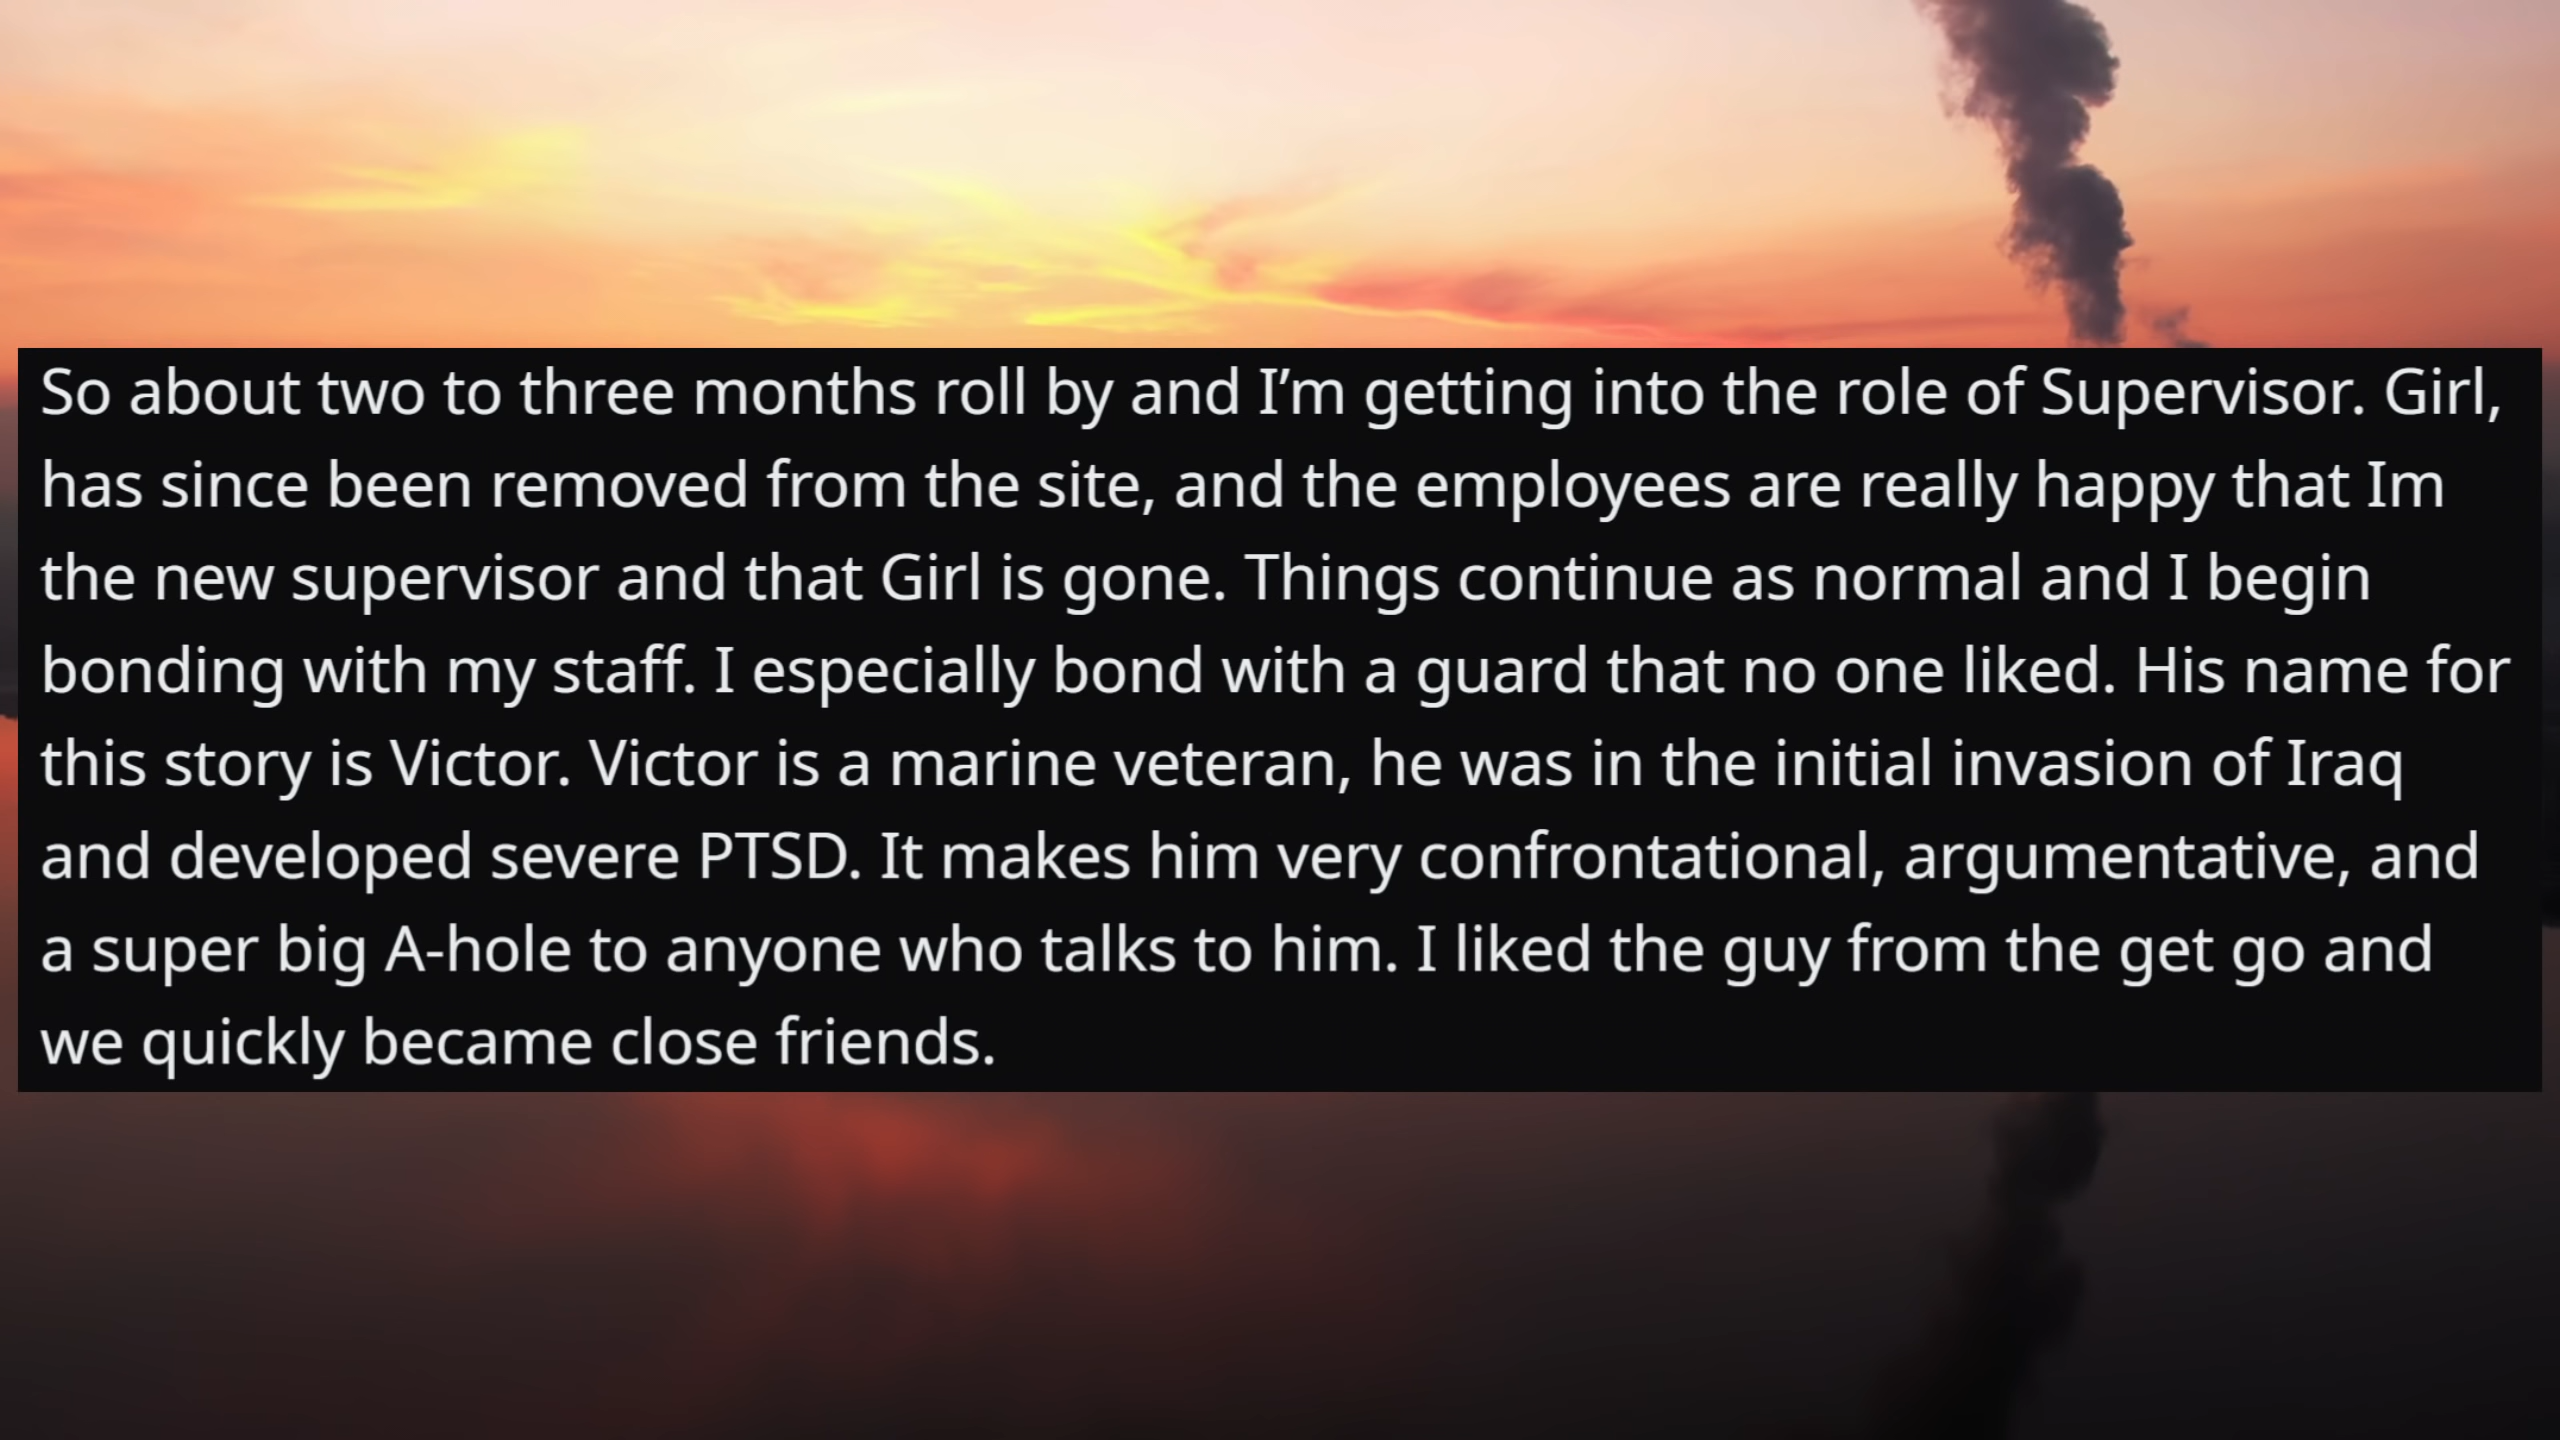 So about two to three months roll by and I’m getting into the role of Supervisor. Girl,
has since been removed from the site, and the employees are really happy that Im
the new supervisor and that Girl is gone. Things continue as normal and I begin
bonding with my staff. I especially bond with a guard that no one liked. His name for
this story is Victor. Victor is a marine veteran, he was in the initial invasion of Iraq
and developed severe PTSD. It makes him very confrontational, argumentative, and
a super big A-hole to anyone who talks to him. I liked the guy from the get go and
we quickly became close friends.